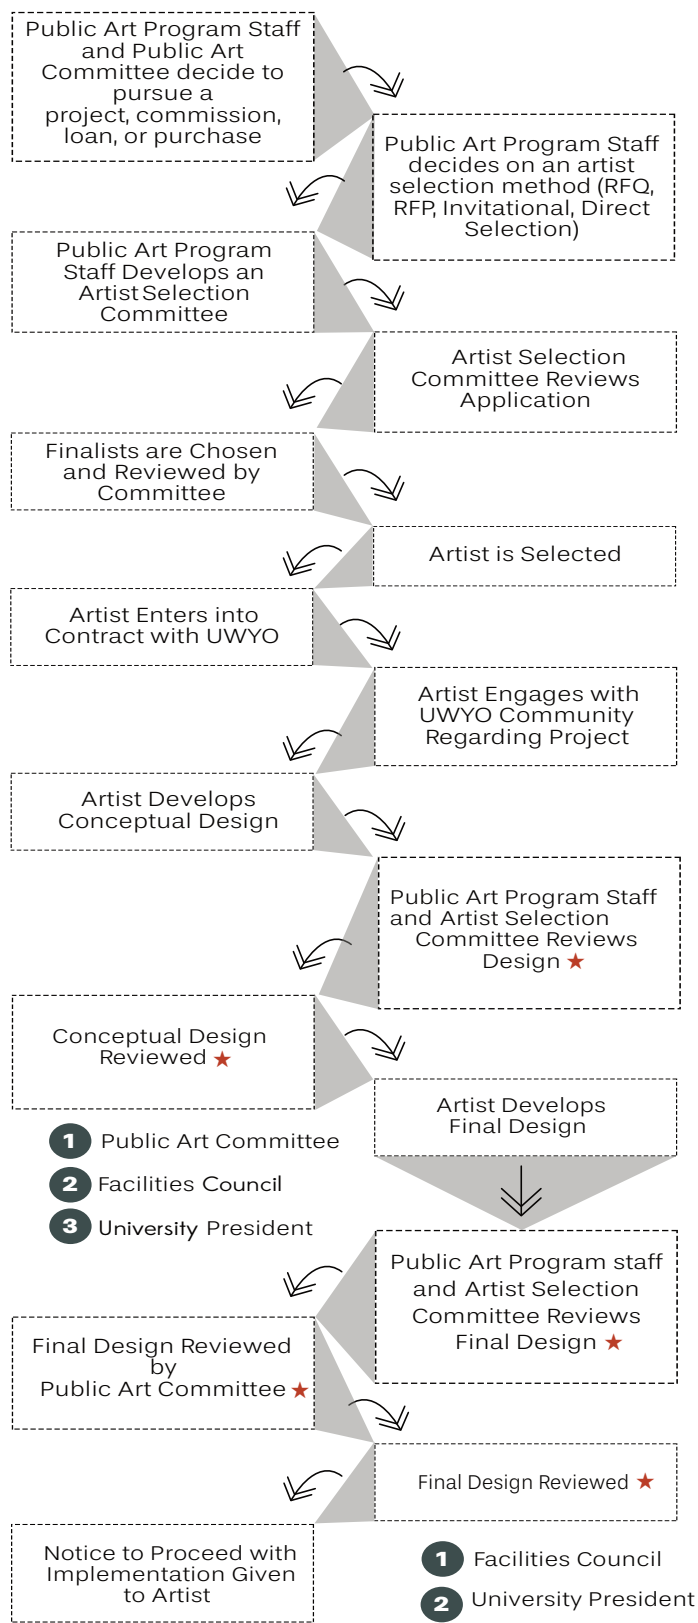 Public Art Program Staff
and Public Art
Committee decide to
pursue a
project, commission,
loan, or purchase
Public Art Program Staff
decides on an artist
selection method (RFQ,
RFP, Invitational, Direct
Selection)
Public Art Program
Staff Develops an
Artist Selection
Committee
Artist Selection
Committee Reviews
Application
Finalists are Chosen
and Reviewed by
Committee
Artist is Selected
Artist Enters into
Contract with UWYO
Artist Engages with
UWYO Community
Regarding Project
Artist Develops
Conceptual Design
Public Art Program Staff
and Artist Selection
Committee Reviews
Design ★
Conceptual Design
Reviewed ★
1 Public Art Committee
2 Facilities Council
3 University President
Artist Develops
Final Design
Public Art Program staff
and Artist Selection
Committee Reviews
Final Design ★
Final Design Reviewed
by
Public Art Committee ★
Final Design Reviewed ★
1 Facilities Council
2 University President
Notice to Proceed with
Implementation Given
to Artist